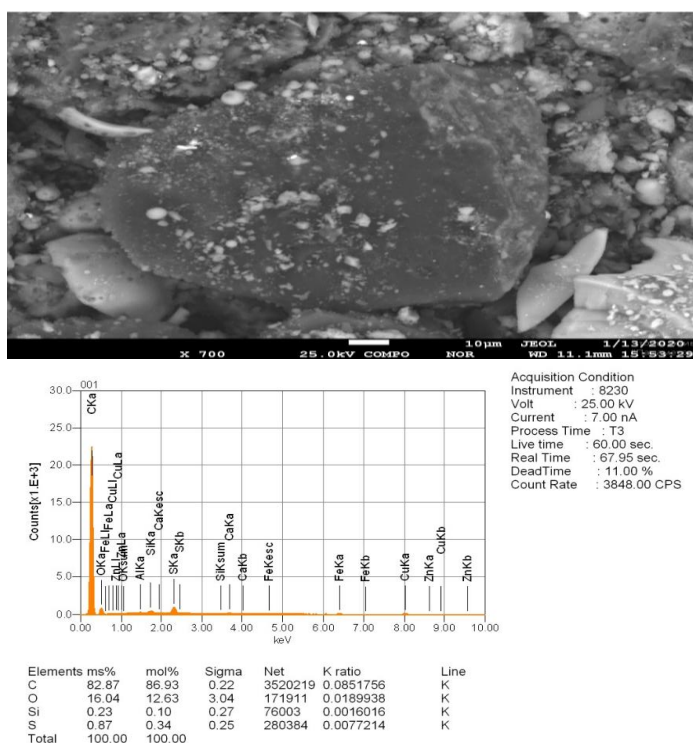 10µm JEOL 1/13/2020
X 700 25.0kV COMPO NOR WD 11.1mm 15:53:29
Acquisition Condition
Instrument : 8230
Volt : 25.00 kV
Current : 7.00 nA
Process Time : T3
Live time : 60.00 sec.
Real Time : 67.95 sec.
DeadTime : 11.00 %
Count Rate : 3848.00 CPS
001
30.0
25.0
20.0
15.0
10.0
5.0
0.0
Counts[x1.E+3]
CKa
OKa
FeLl
FeLa
CuLl
CuLa
ZnLl
ZnLa
OKsum
AlKa
SiKa
CaKesc
SKa
SKb
SiKsum
CaKa
CaKb
FeKesc
FeKa
FeKb
CuKa
ZnKa
CuKb
ZnKb
0.00 1.00 2.00 3.00 4.00 5.00 6.00 7.00 8.00 9.00 10.00
keV
Elements ms% mol% Sigma Net K ratio Line
C 82.87 86.93 0.22 3520219 0.0851756 K
O 16.04 12.63 3.04 171911 0.0189938 K
Si 0.23 0.10 0.27 76003 0.0016016 K
S 0.87 0.34 0.25 280384 0.0077214 K
Total 100.00 100.00